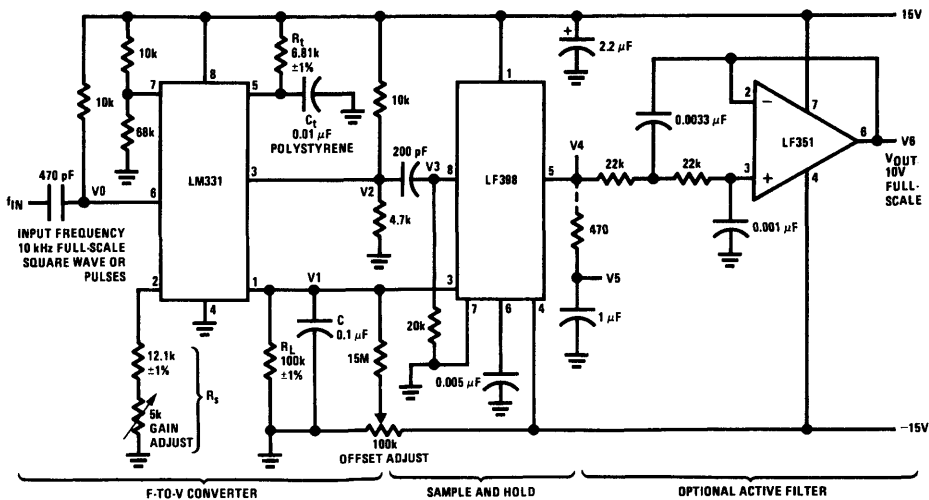 15V
10k
10k
68k
7
8
5
Rt
6.81k
±1%
Ct
0.01 µF
POLYSTYRENE
10k
+
2.2 µF
1
470 pF
V0
6
fIN
INPUT FREQUENCY
10 kHz FULL-SCALE
SQUARE WAVE OR
PULSES
LM331
3
V2
200 pF
V3
8
LF398
5
V4
22k
22k
0.0033 µF
2
−
7
LF351
6
V6
VOUT
10V
FULL-
SCALE
3
+
4
0.001 µF
4.7k
470
V5
1 µF
2
4
1
V1
3
7
6
4
12.1k
±1%
5k
GAIN
ADJUST
Rs
RL
100k
±1%
C
0.1 µF
15M
20k
0.005 µF
100k
OFFSET ADJUST
−15V
F-TO-V CONVERTER
SAMPLE AND HOLD
OPTIONAL ACTIVE FILTER